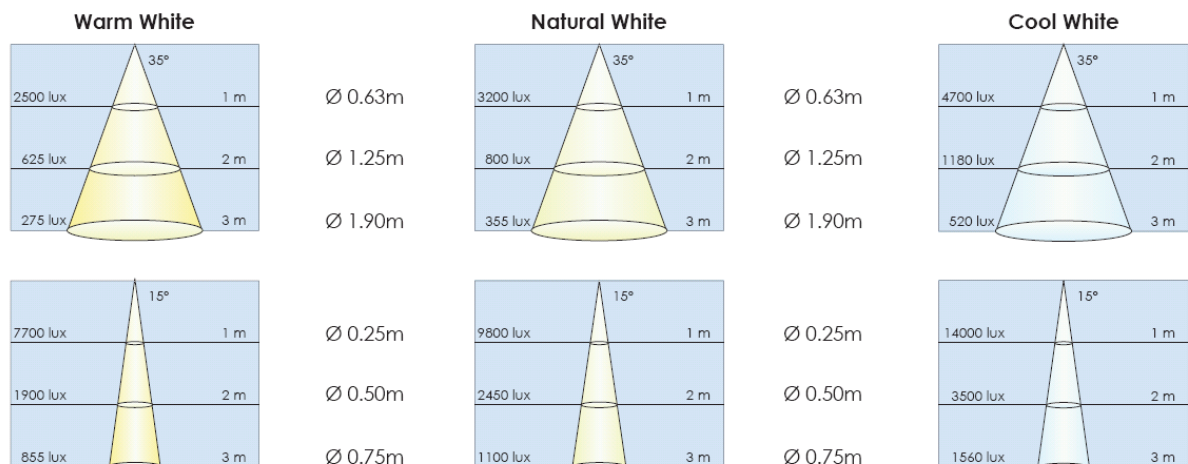 Warm White Natural White Cool White
35° 35° 35°
2500 lux 1 m Ø 0.63m 3200 lux 1 m Ø 0.63m 4700 lux 1 m
625 lux 2 m Ø 1.25m 800 lux 2 m Ø 1.25m 1180 lux 2 m
275 lux 3 m Ø 1.90m 355 lux 3 m Ø 1.90m 520 lux 3 m
15° 15° 15°
7700 lux 1 m Ø 0.25m 9800 lux 1 m Ø 0.25m 14000 lux 1 m
1900 lux 2 m Ø 0.50m 2450 lux 2 m Ø 0.50m 3500 lux 2 m
855 lux 3 m Ø 0.75m 1100 lux 3 m Ø 0.75m 1560 lux 3 m